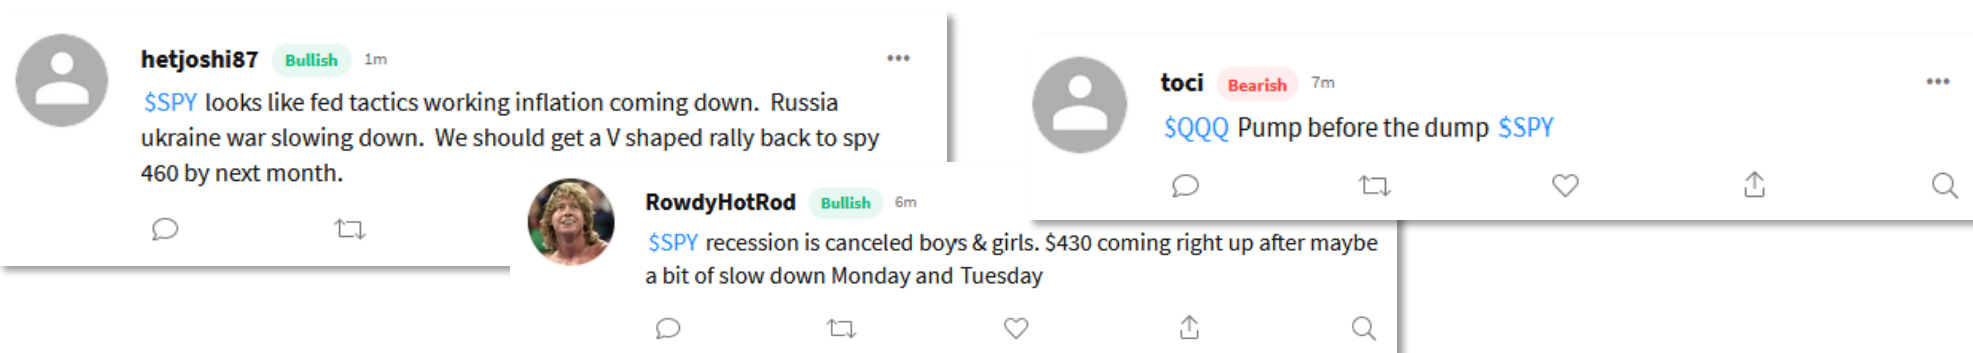 hetjoshi87 Bullish 1m
$SPY looks like fed tactics working inflation coming down. Russia
ukraine war slowing down. We should get a V shaped rally back to spy
460 by next month.
toci Bearish 7m
$QQQ Pump before the dump $SPY
RowdyHotRod Bullish 6m
$SPY recession is canceled boys & girls. $430 coming right up after maybe
a bit of slow down Monday and Tuesday